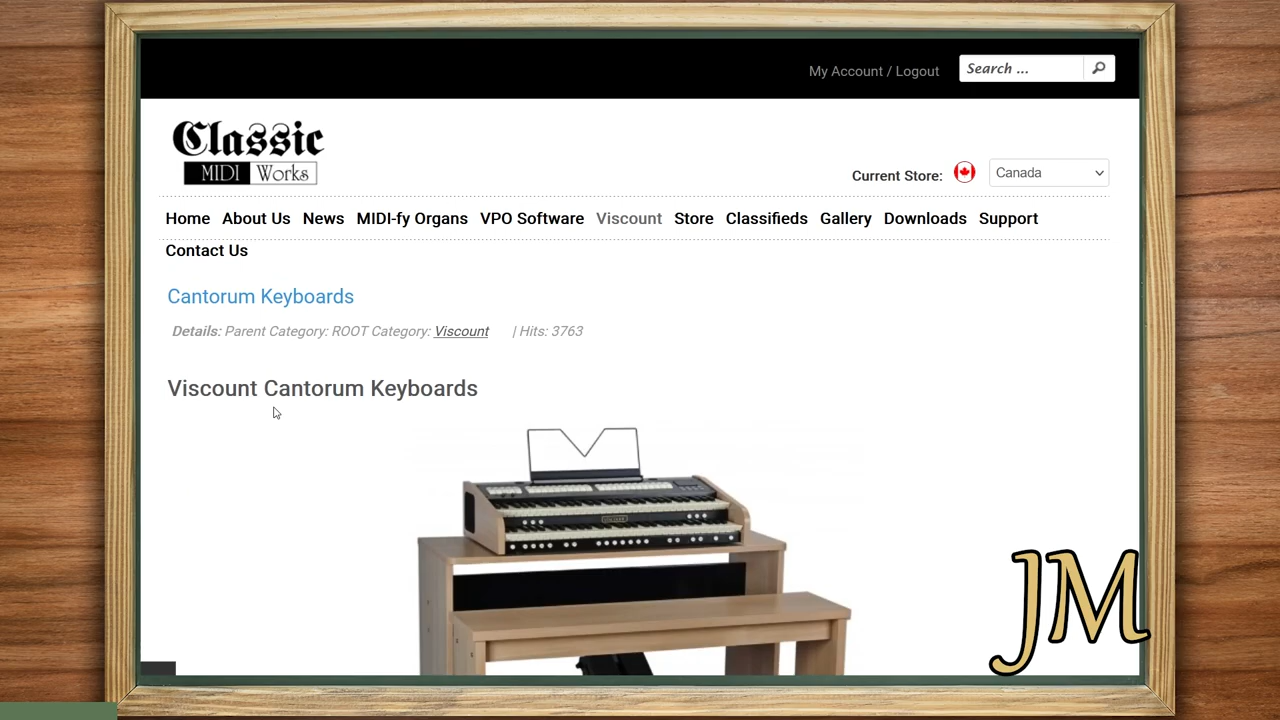 My Account / Logout
Search ...
Classic
MIDI Works
Current Store:
Canada
Home About Us News MIDI-fy Organs VPO Software Viscount Store Classifieds Gallery Downloads Support
Contact Us
Cantorum Keyboards
Details: Parent Category: ROOT Category: Viscount | Hits: 3763
Viscount Cantorum Keyboards
VISCOUNT
JM